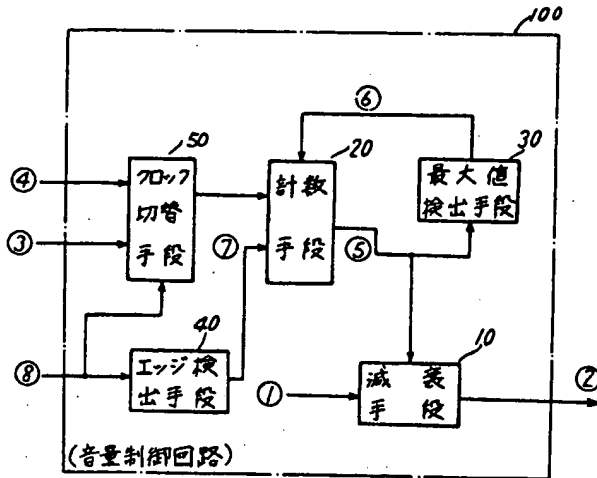 100
⑥
50
20
30
④
クロック
切替
手段
計数
手段
最大値
検出手段
③
⑦
⑤
40
10
⑧
エッジ検
出手段
①
減衰
手段
②
(音量制御回路)